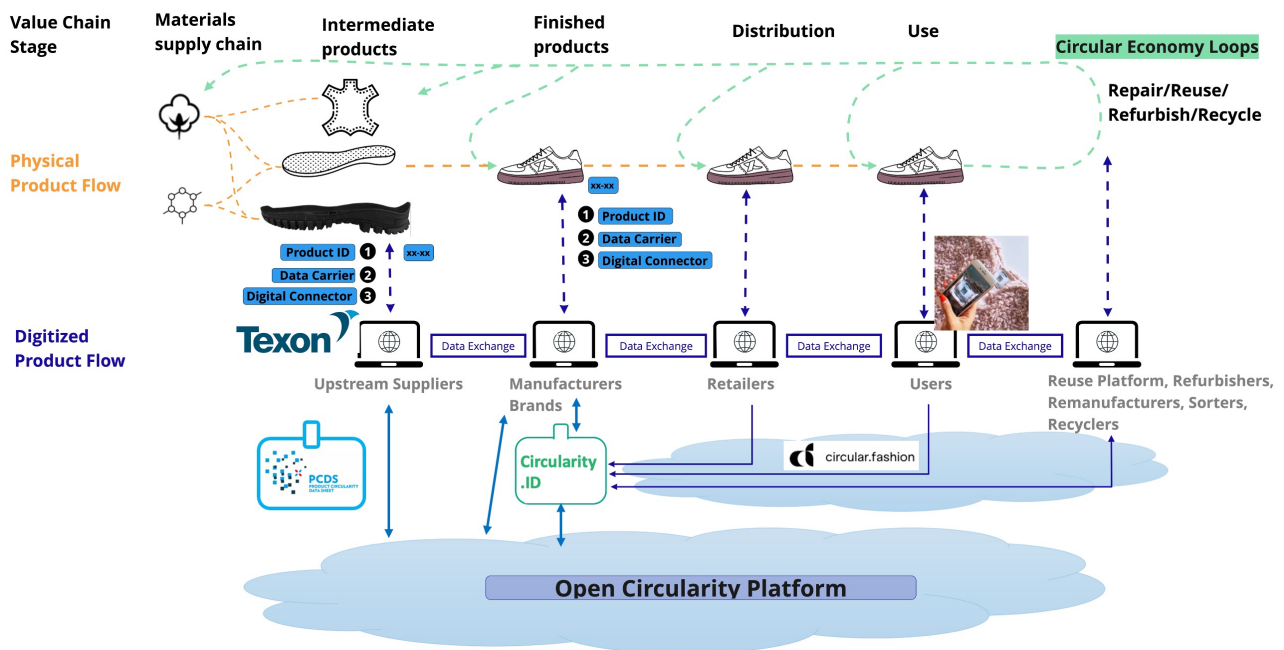 Value Chain
Stage
Materials
supply chain
Intermediate
products
Finished
products
Distribution
Use
Circular Economy Loops
Repair/Reuse/
Refurbish/Recycle
Physical
Product Flow
xx-xx
1 Product ID
2 Data Carrier
3 Digital Connector
Product ID 1
xx-xx
Data Carrier 2
Digital Connector 3
Digitized
Product Flow
Texon
Data Exchange
Data Exchange
Data Exchange
Data Exchange
Upstream Suppliers
Manufacturers
Brands
Retailers
Users
Reuse Platform, Refurbishers,
Remanufacturers, Sorters,
Recyclers
PCDS
PRODUCT CIRCULARITY
DATA SHEET
Circularity
.ID
circular.fashion
Open Circularity Platform